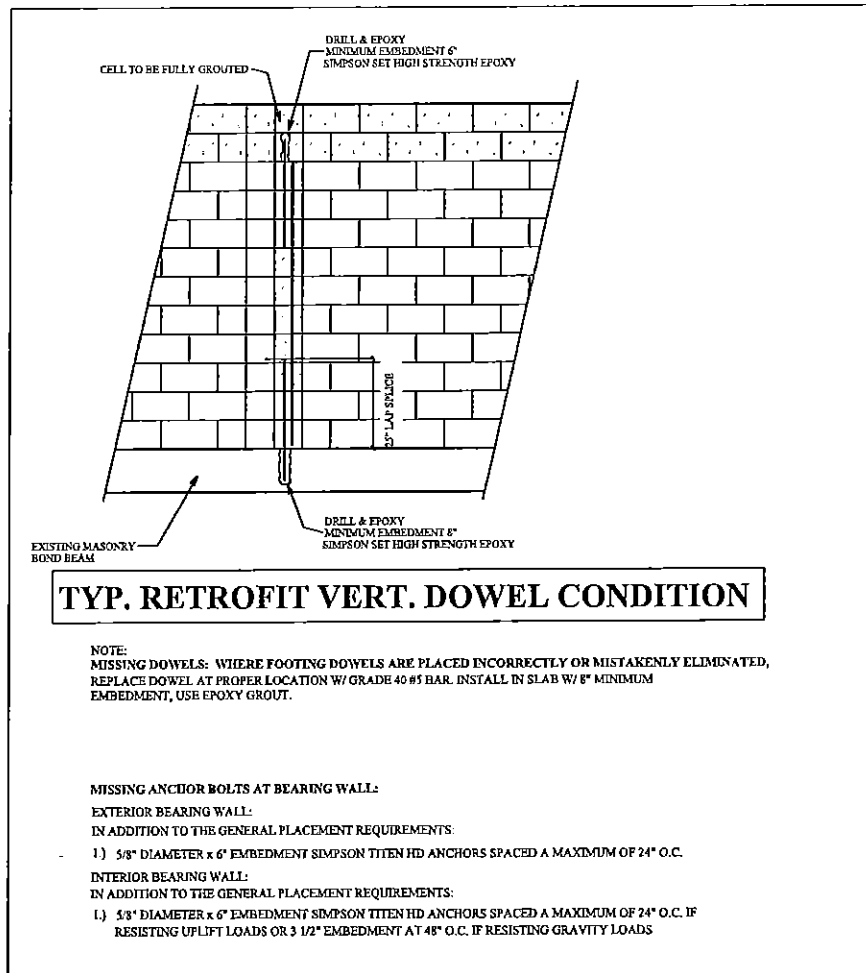 DRILL & EPOXY
MINIMUM EMBEDMENT 6"
SIMPSON SET HIGH STRENGTH EPOXY
CELL TO BE FULLY GROUTED
25" LAP SPLICE
DRILL & EPOXY
MINIMUM EMBEDMENT 8"
SIMPSON SET HIGH STRENGTH EPOXY
EXISTING MASONRY
BOND BEAM
TYP. RETROFIT VERT. DOWEL CONDITION
NOTE:
MISSING DOWELS: WHERE FOOTING DOWELS ARE PLACED INCORRECTLY OR MISTAKENLY ELIMINATED,
REPLACE DOWEL AT PROPER LOCATION W/ GRADE 40 #5 BAR. INSTALL IN SLAB W/ 8" MINIMUM
EMBEDMENT, USE EPOXY GROUT.
MISSING ANCHOR BOLTS AT BEARING WALL:
EXTERIOR BEARING WALL:
IN ADDITION TO THE GENERAL PLACEMENT REQUIREMENTS:
1.) 5/8" DIAMETER x 6" EMBEDMENT SIMPSON TITEN HD ANCHORS SPACED A MAXIMUM OF 24" O.C.
INTERIOR BEARING WALL:
IN ADDITION TO THE GENERAL PLACEMENT REQUIREMENTS:
1.) 5/8" DIAMETER x 6" EMBEDMENT SIMPSON TITEN HD ANCHORS SPACED A MAXIMUM OF 24" O.C. IF
RESISTING UPLIFT LOADS OR 3 1/2" EMBEDMENT AT 48" O.C. IF RESISTING GRAVITY LOADS